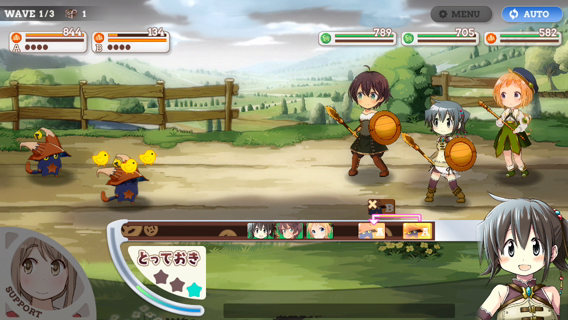 WAVE 1/3 1
MENU
AUTO
844
134
A
B
789
705
582
とっておき
SUPPORT